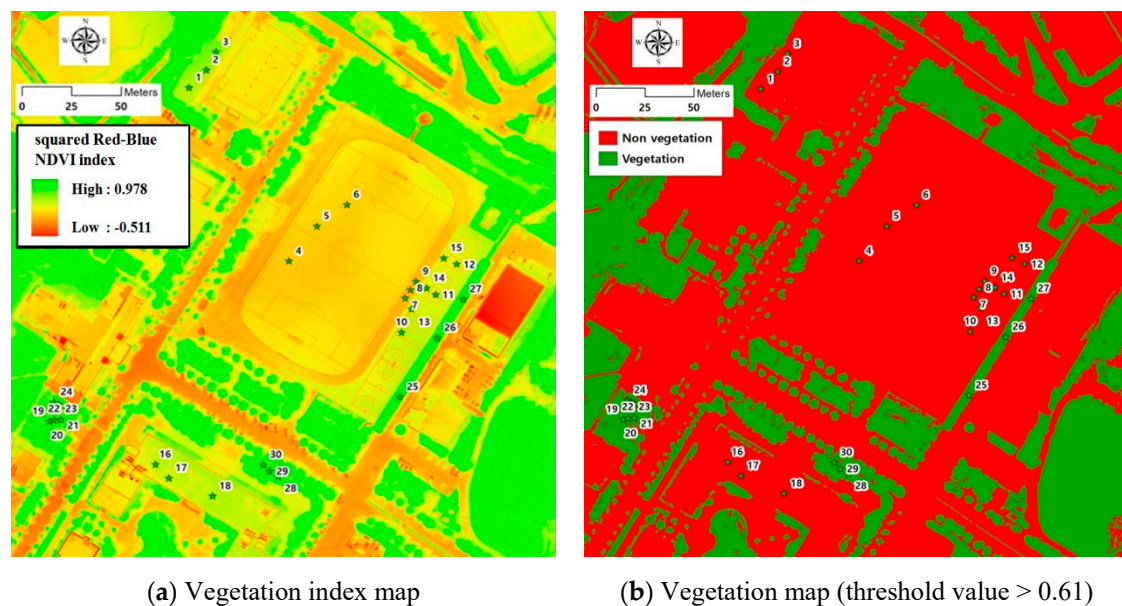 N
W E
S
0 25 50 Meters
squared Red-Blue
NDVI index
High : 0.978
Low : -0.511
3
2
1
6
5
4
15
12
9
14
8
11
27
7
10
13
26
25
24
19 22 23
21
20
16
17
18
30
29
28
N
W E
S
Meters
0 25 50
Non vegetation
Vegetation
3
2
1
6
5
4
15
12
9
14
27
8
11
7
10
13
26
25
24
19 22 23
21
20
16
17
18
30
29
28
(a) Vegetation index map
(b) Vegetation map (threshold value > 0.61)